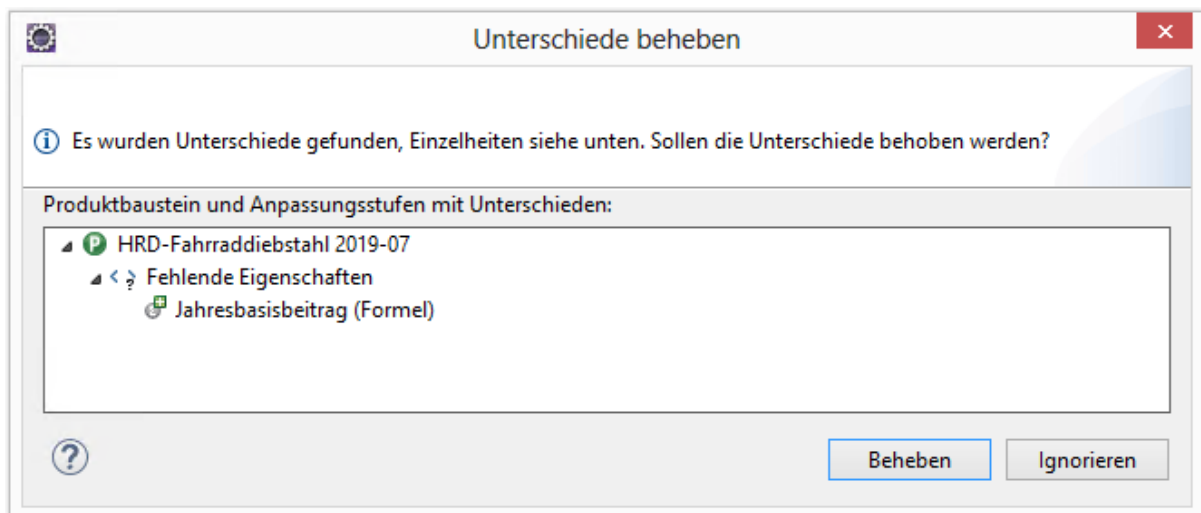 Unterschiede beheben
Es wurden Unterschiede gefunden, Einzelheiten siehe unten. Sollen die Unterschiede behoben werden?
Produktbaustein und Anpassungsstufen mit Unterschieden:
HRD-Fahrraddiebstahl 2019-07
Fehlende Eigenschaften
Jahresbasisbeitrag (Formel)
Beheben Ignorieren